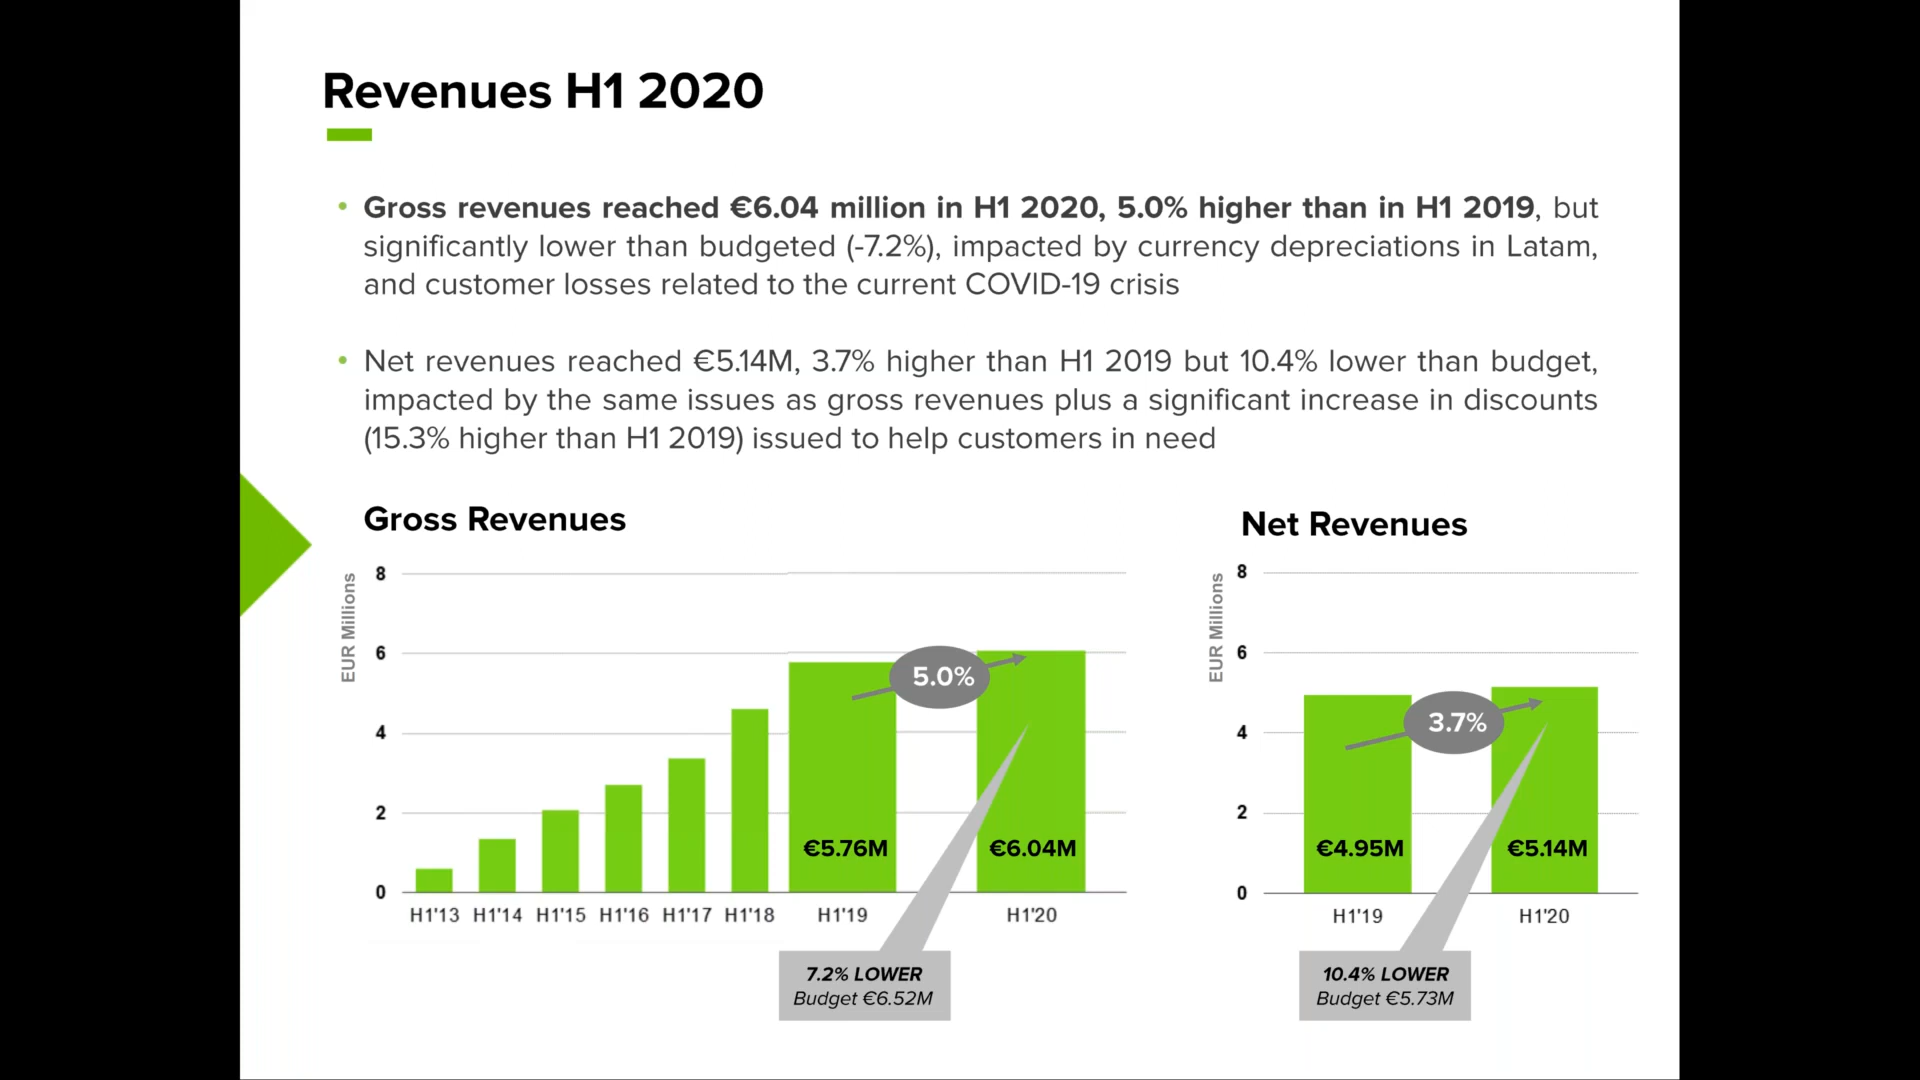 Revenues H1 2020
• Gross revenues reached €6.04 million in H1 2020, 5.0% higher than in H1 2019, but
significantly lower than budgeted (-7.2%), impacted by currency depreciations in Latam,
and customer losses related to the current COVID-19 crisis
• Net revenues reached €5.14M, 3.7% higher than H1 2019 but 10.4% lower than budget,
impacted by the same issues as gross revenues plus a significant increase in discounts
(15.3% higher than H1 2019) issued to help customers in need
Gross Revenues
EUR Millions
8
6
4
2
0
5.0%
€5.76M €6.04M
H1'13 H1'14 H1'15 H1'16 H1'17 H1'18 H1'19 H1'20
7.2% LOWER
Budget €6.52M
Net Revenues
EUR Millions
8
6
4
2
0
3.7%
€4.95M €5.14M
H1'19 H1'20
10.4% LOWER
Budget €5.73M